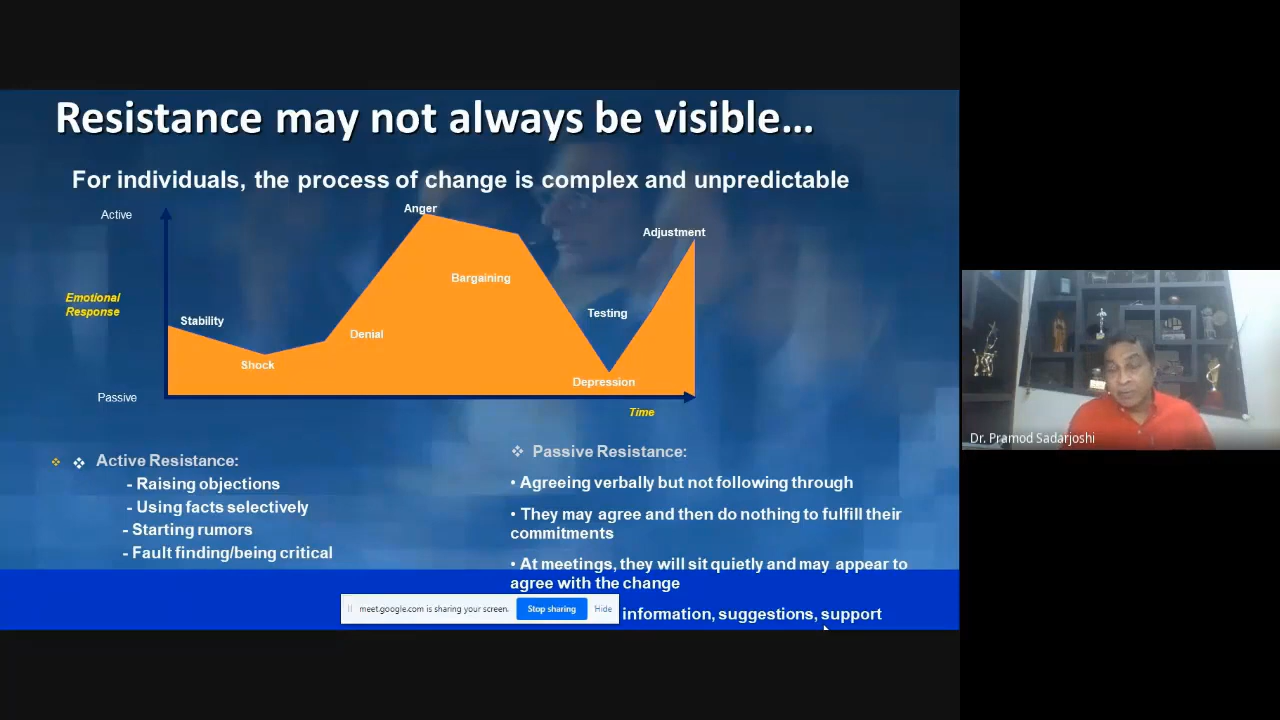 Resistance may not always be visible...
For individuals, the process of change is complex and unpredictable
Active
Anger
Adjustment
Bargaining
Emotional
Response
Stability
Testing
Denial
Shock
Depression
Passive
Time
Active Resistance:
- Raising objections
- Using facts selectively
- Starting rumors
- Fault finding/being critical
Passive Resistance:
• Agreeing verbally but not following through
• They may agree and then do nothing to fulfill their
commitments
• At meetings, they will sit quietly and may appear to
agree with the change
information, suggestions, support
meet.google.com is sharing your screen.
Stop sharing
Hide
Dr. Pramod Sadarjoshi